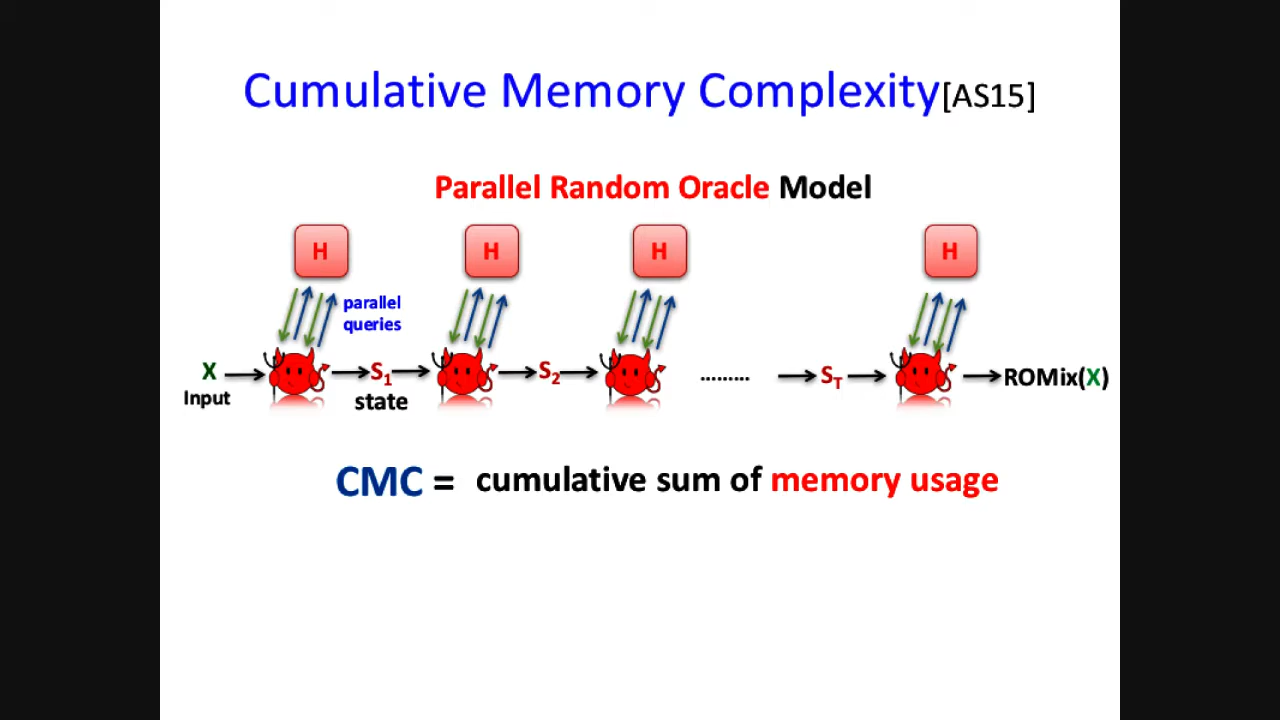 Cumulative Memory Complexity[AS15]
Parallel Random Oracle Model
H H H H
parallel
queries
X S₁ S₂ ......... S_T ROMix(X)
Input state
CMC = cumulative sum of memory usage